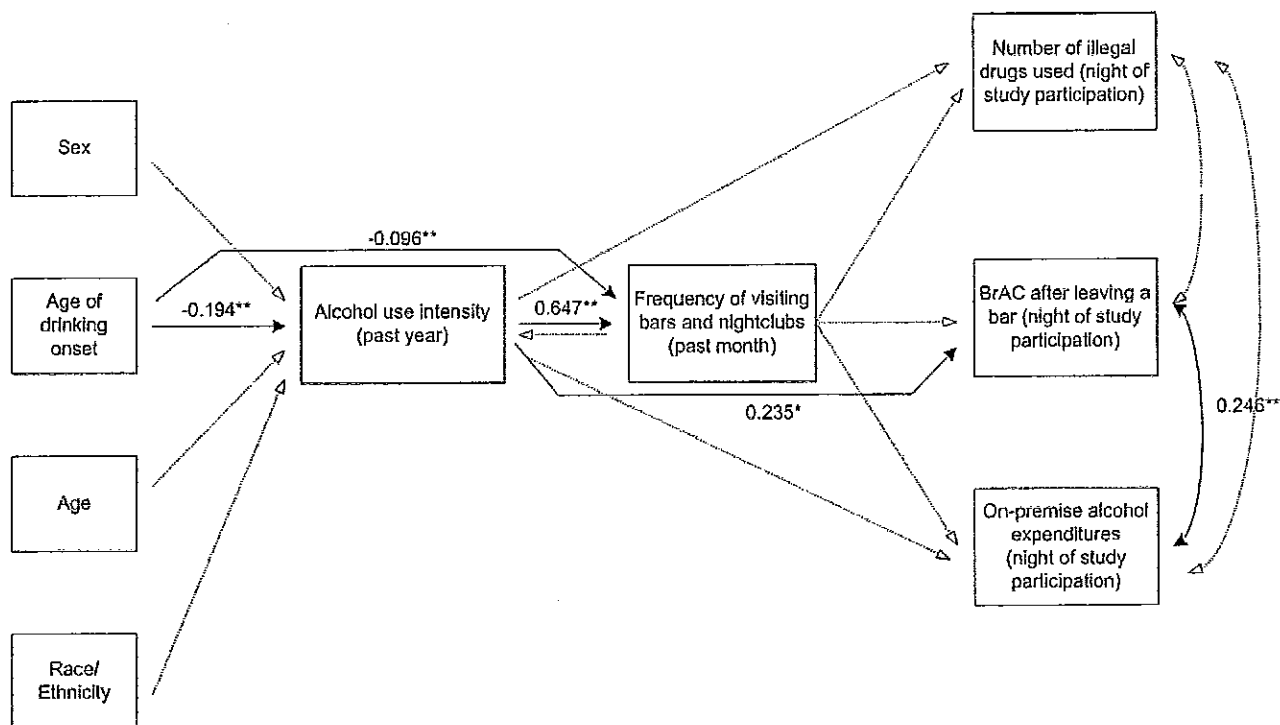 Number of illegal
drugs used (night of
study participation)
Sex
-0.096**
Age of
drinking
onset
-0.194**
Alcohol use intensity
(past year)
0.647**
Frequency of visiting
bars and nightclubs
(past month)
BrAC after leaving a
bar (night of study
participation)
0.235*
0.246**
Age
On-premise alcohol
expenditures
(night of study
participation)
Race/
Ethnicity